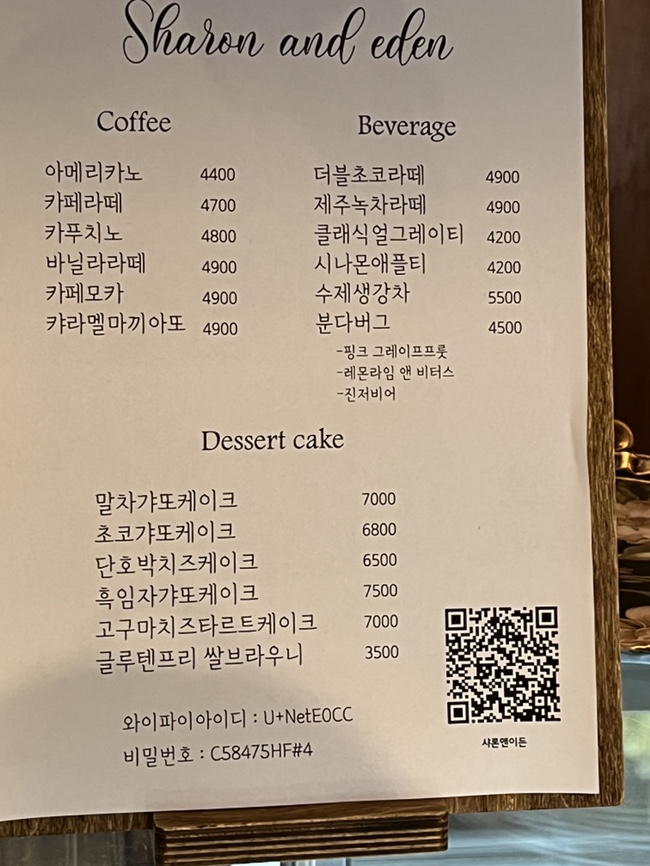 Sharon and eden
Coffee
아메리카노 4400
카페라떼 4700
카푸치노 4800
바닐라라떼 4900
카페모카 4900
캬라멜마끼아또 4900
Beverage
더블초코라떼 4900
제주녹차라떼 4900
클래식얼그레이티 4200
시나몬애플티 4200
수제생강차 5500
분다버그 4500
-핑크 그레이프프룻
-레몬라임 앤 비터스
-진저비어
Dessert cake
말차갸또케이크 7000
초코갸또케이크 6800
단호박치즈케이크 6500
흑임자갸또케이크 7500
고구마치즈타르트케이크 7000
글루텐프리 쌀브라우니 3500
와이파이아이디 : U+NetE0CC
비밀번호 : C58475HF#4
샤론앤이든